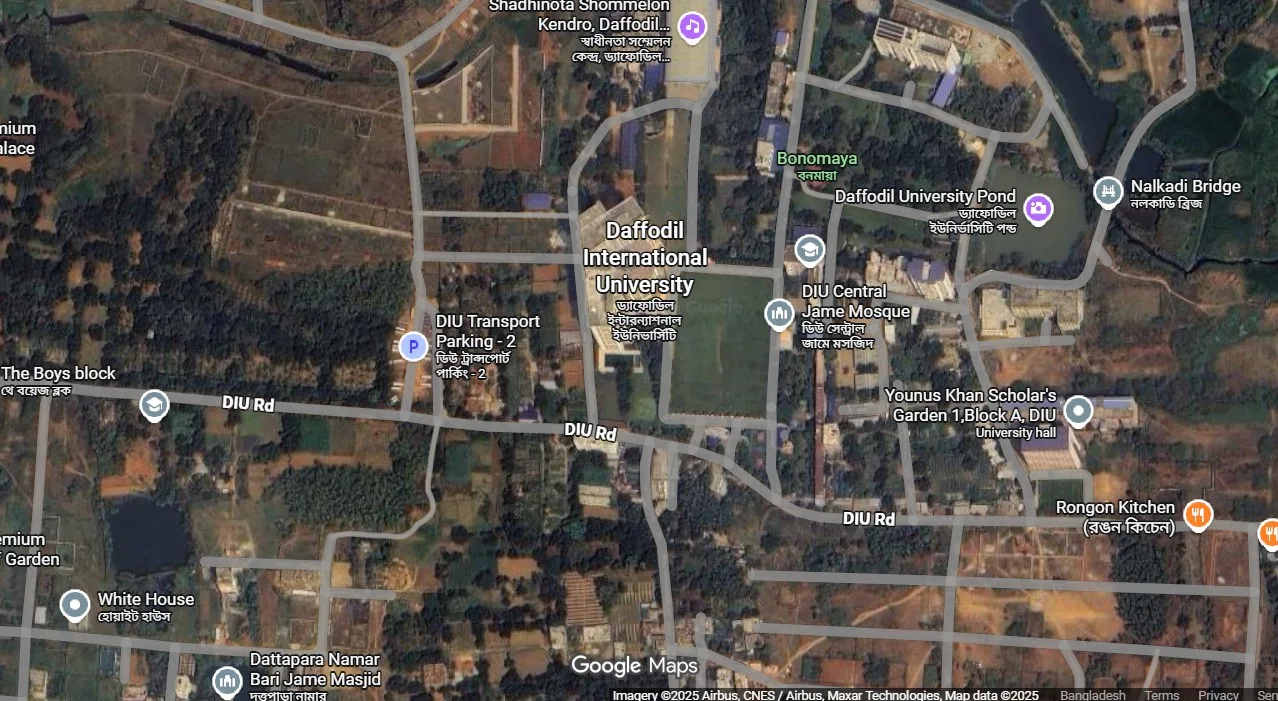 Shadhinota Shommelon
Kendro, Daffodil...
স্বাধীনতা সম্মেলন
কেন্দ্র, ড্যাফোডিল...
mium
alace
Bonomaya
বনমায়া
Daffodil University Pond
ড্যাফোডিল
ইউনির্ভাসিটি পন্ড
Nalkadi Bridge
নলকাডি ব্রিজ
Daffodil
International
University
ড্যাফোডিল
ইন্টারন্যাশনাল
ইউনিভার্সিটি
DIU Central
Jame Mosque
ডিউ সেন্ট্রাল
জামে মসজিদ
DIU Transport
Parking - 2
ডিউ ট্রান্সপোর্ট
পার্কিং - 2
The Boys block
থে বয়েজ ব্লক
DIU Rd
DIU Rd
Younus Khan Scholar's
Garden 1,Block A, DIU
University hall
DIU Rd
Rongon Kitchen
(রঙন কিচেন)
emium
f Garden
White House
হোয়াইট হাউস
Dattapara Namar
Bari Jame Masjid
দত্তপাড়া নামার
Google Maps
Imagery ©2025 Airbus, CNES / Airbus, Maxar Technologies, Map data ©2025 Bangladesh Terms Privacy Sen